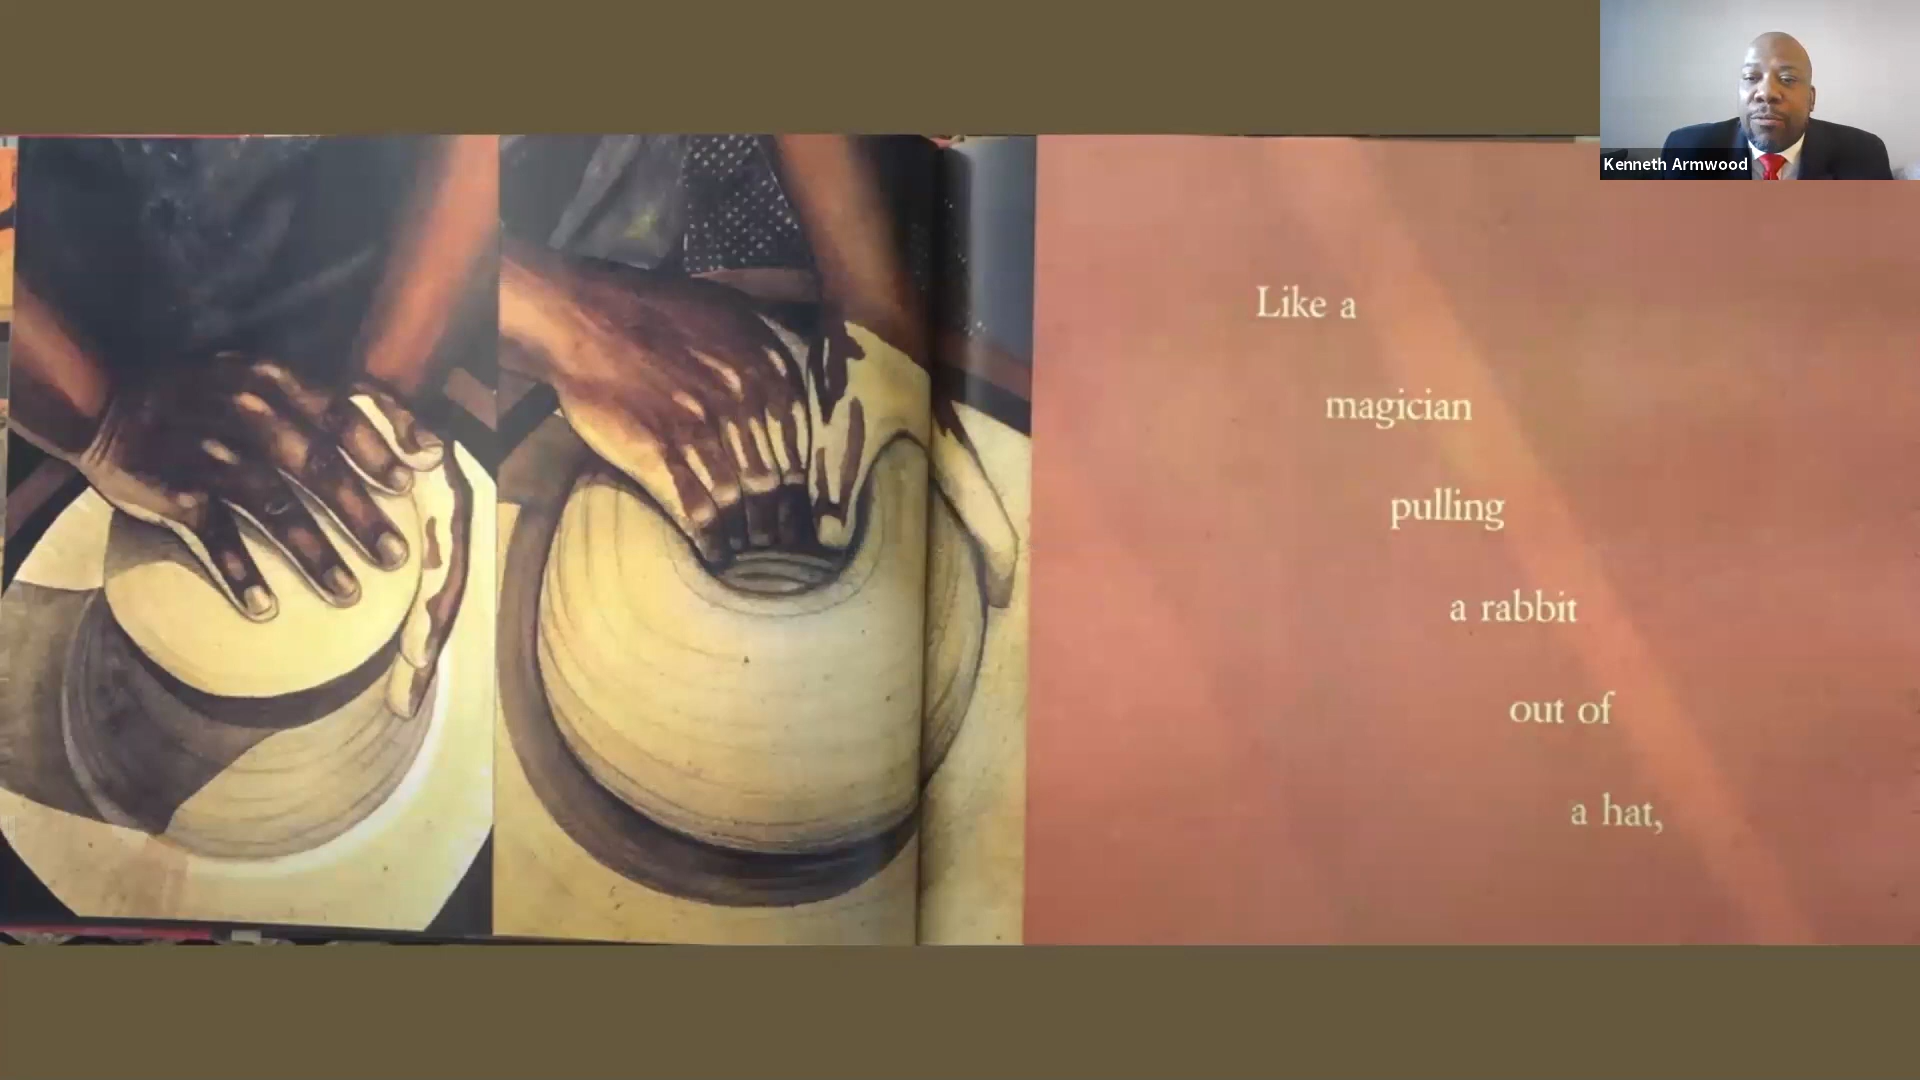 Kenneth Armwood
Like a
magician
pulling
a rabbit
out of
a hat,